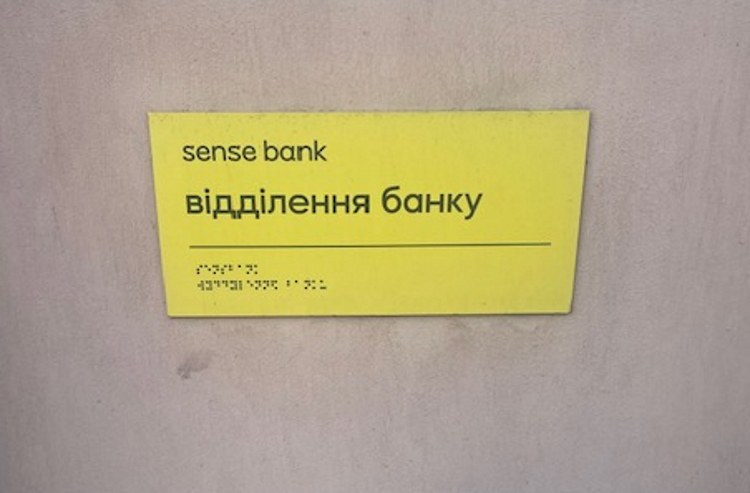 sense bank
відділення банку
⠎⠑⠝⠎⠃⠁⠝⠅
⠺⠽⠙⠙⠽⠇⠑⠝⠝⠫ ⠃⠁⠝⠅⠥